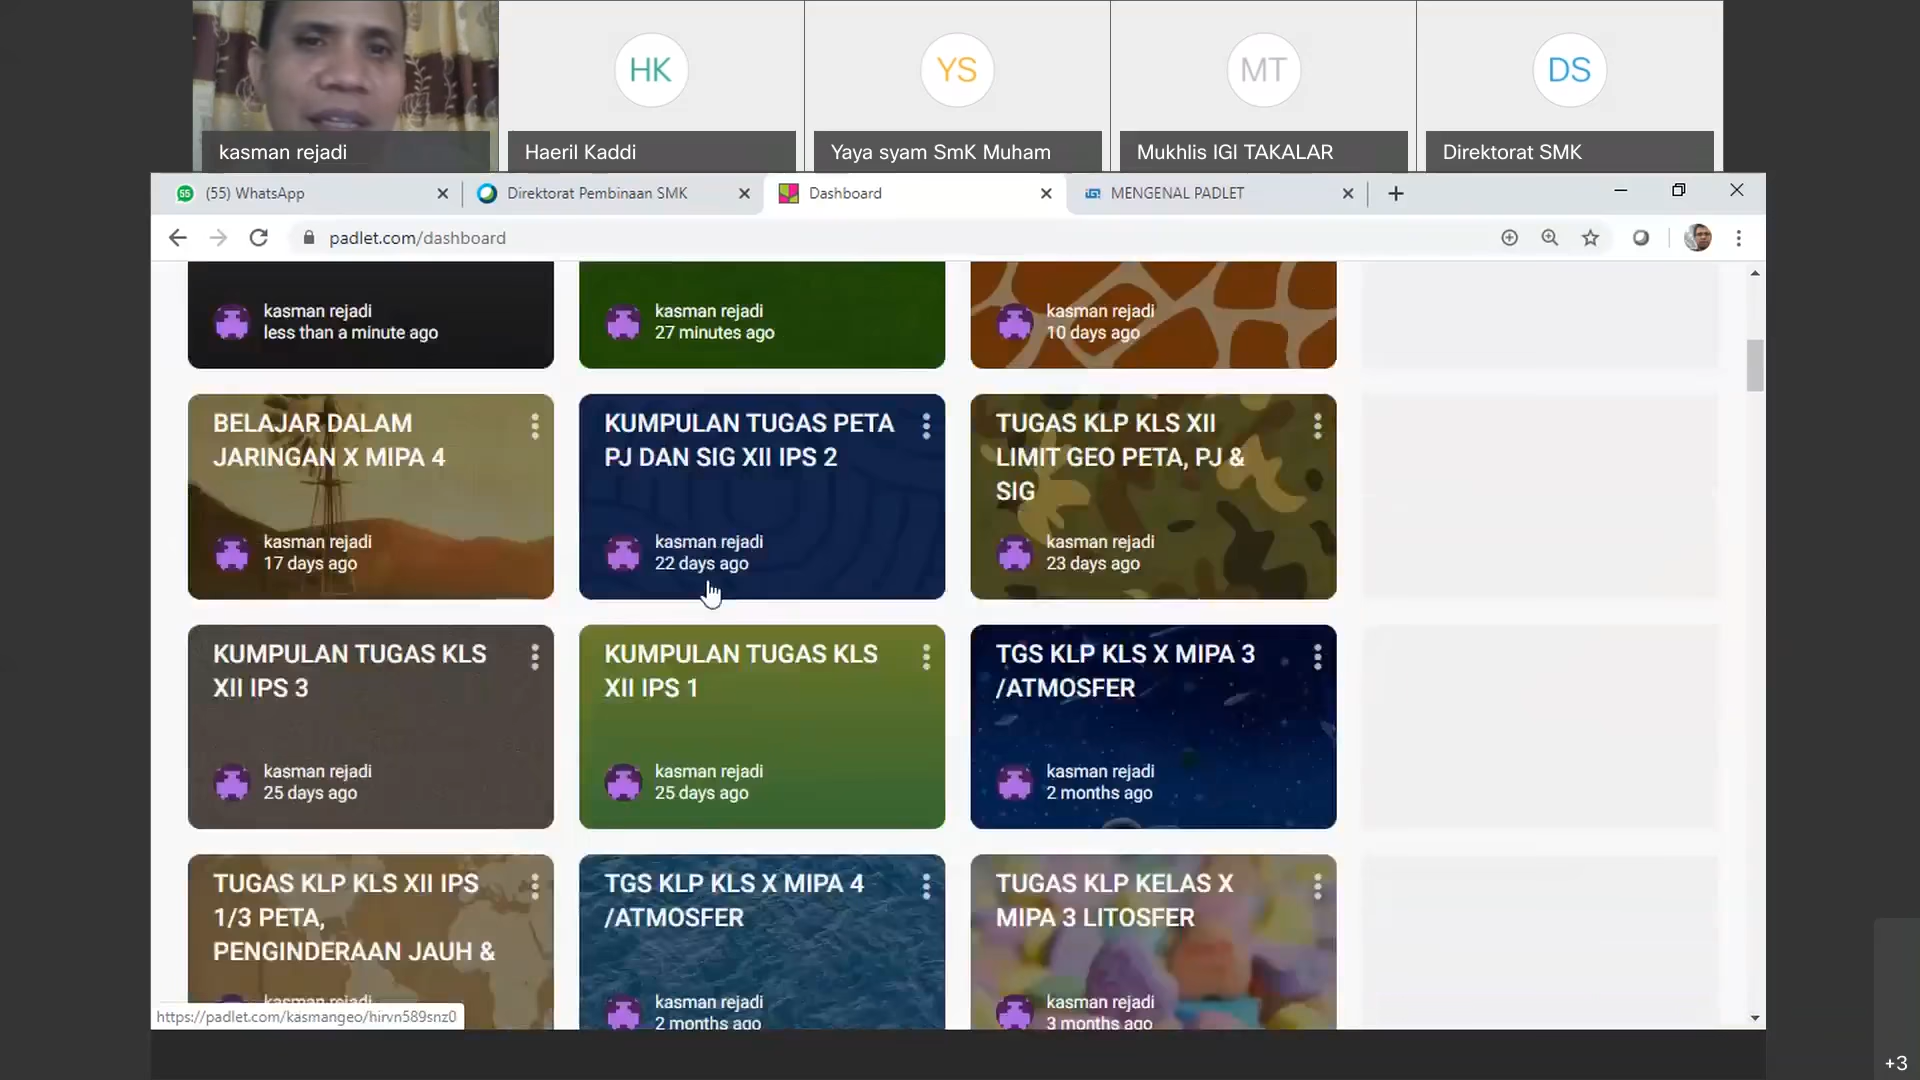 HK
YS
MT
DS
kasman rejadi
Haeril Kaddi
Yaya syam SmK Muham
Mukhlis IGI TAKALAR
Direktorat SMK
55
(55) WhatsApp
Direktorat Pembinaan SMK
Dashboard
MENGENAL PADLET
padlet.com/dashboard
kasman rejadi
less than a minute ago
kasman rejadi
27 minutes ago
kasman rejadi
10 days ago
BELAJAR DALAM
JARINGAN X MIPA 4
kasman rejadi
17 days ago
KUMPULAN TUGAS PETA
PJ DAN SIG XII IPS 2
kasman rejadi
22 days ago
TUGAS KLP KLS XII
LIMIT GEO PETA, PJ &
SIG
kasman rejadi
23 days ago
KUMPULAN TUGAS KLS
XII IPS 3
kasman rejadi
25 days ago
KUMPULAN TUGAS KLS
XII IPS 1
kasman rejadi
25 days ago
TGS KLP KLS X MIPA 3
/ATMOSFER
kasman rejadi
2 months ago
TUGAS KLP KLS XII IPS
1/3 PETA,
PENGINDERAAN JAUH &
kasman rejadi
TGS KLP KLS X MIPA 4
/ATMOSFER
kasman rejadi
2 months ago
TUGAS KLP KELAS X
MIPA 3 LITOSFER
kasman rejadi
3 months ago
https://padlet.com/kasmangeo/hirvn589snz0
+3